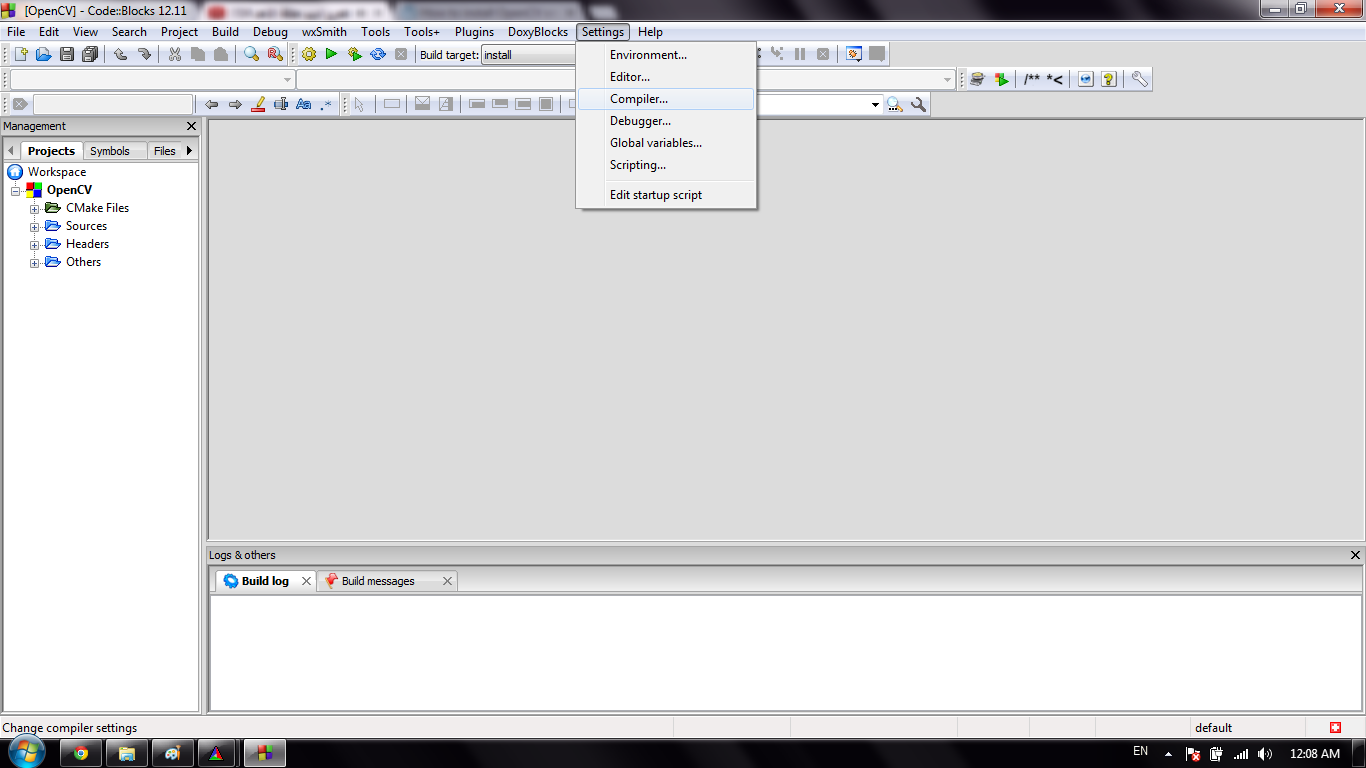 [OpenCV] - Code::Blocks 12.11
File Edit View Search Project Build Debug wxSmith Tools Tools+ Plugins DoxyBlocks Settings Help
Build target: install
Environment...
Editor...
Compiler...
Debugger...
Global variables...
Scripting...
Edit startup script
/** *<
Management
Projects Symbols Files
Workspace
OpenCV
CMake Files
Sources
Headers
Others
Logs & others
Build log Build messages
Change compiler settings default
EN 12:08 AM